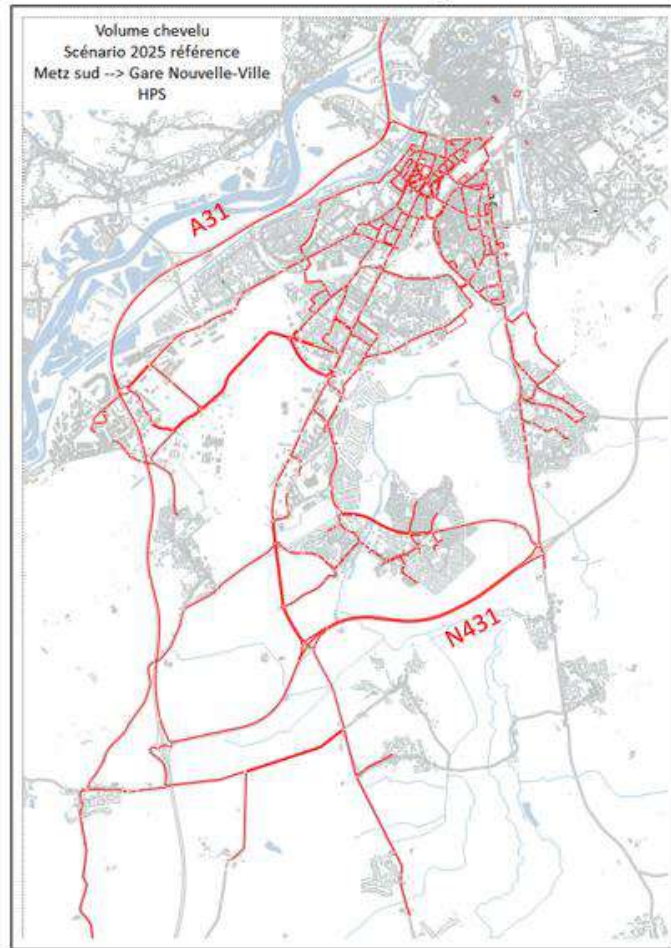 Volume chevelu
Scénario 2025 référence
Metz sud --> Gare Nouvelle-Ville
HPS
A31
N431